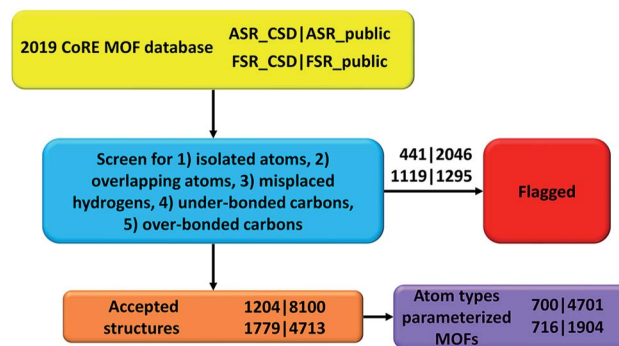 2019 CoRE MOF database
ASR_CSD|ASR_public
FSR_CSD|FSR_public
Screen for 1) isolated atoms, 2)
overlapping atoms, 3) misplaced
hydrogens, 4) under-bonded carbons,
5) over-bonded carbons
441|2046
1119|1295
Flagged
Accepted
structures
1204|8100
1779|4713
Atom types
parameterized
MOFs
700|4701
716|1904